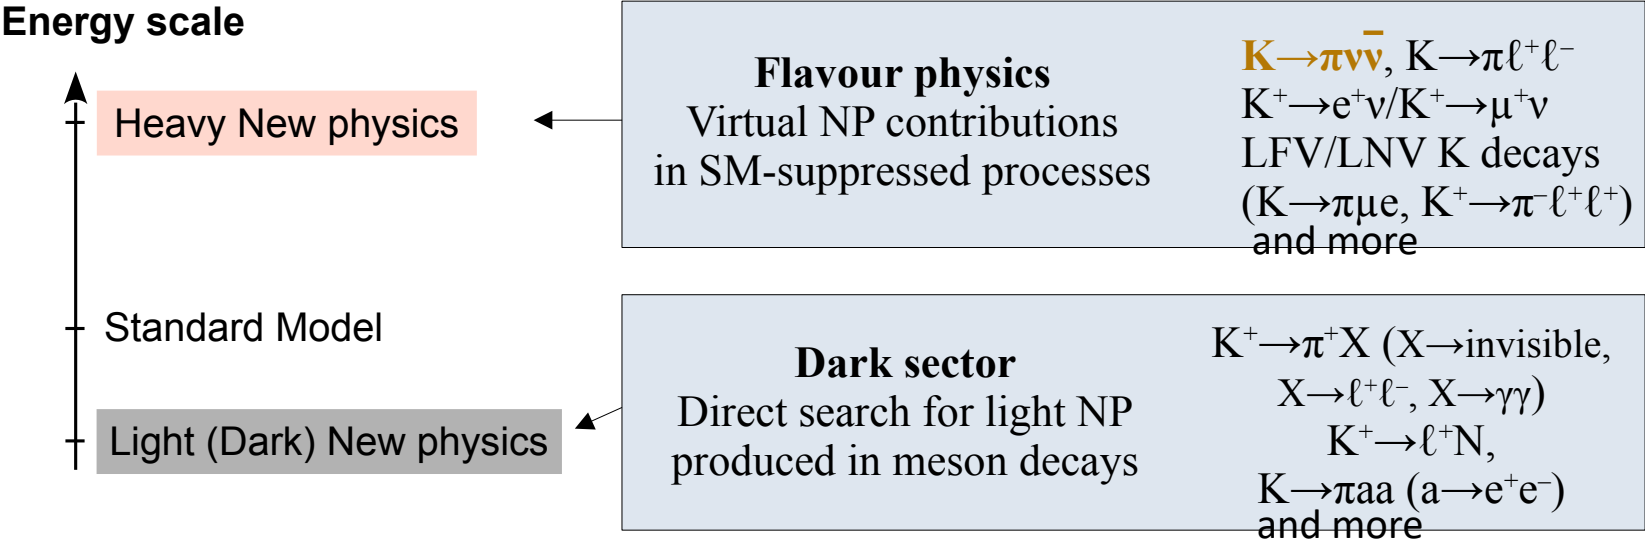 Energy scale
Heavy New physics
Standard Model
Light (Dark) New physics
Flavour physics
Virtual NP contributions
in SM-suppressed processes
K→πνν̄, K→πℓ⁺ℓ⁻
K⁺→e⁺ν/K⁺→μ⁺ν
LFV/LNV K decays
(K→πμe, K⁺→π⁻ℓ⁺ℓ⁺)
and more
Dark sector
Direct search for light NP
produced in meson decays
K⁺→π⁺X (X→invisible,
X→ℓ⁺ℓ⁻, X→γγ)
K⁺→ℓ⁺N,
K→πaa (a→e⁺e⁻)
and more